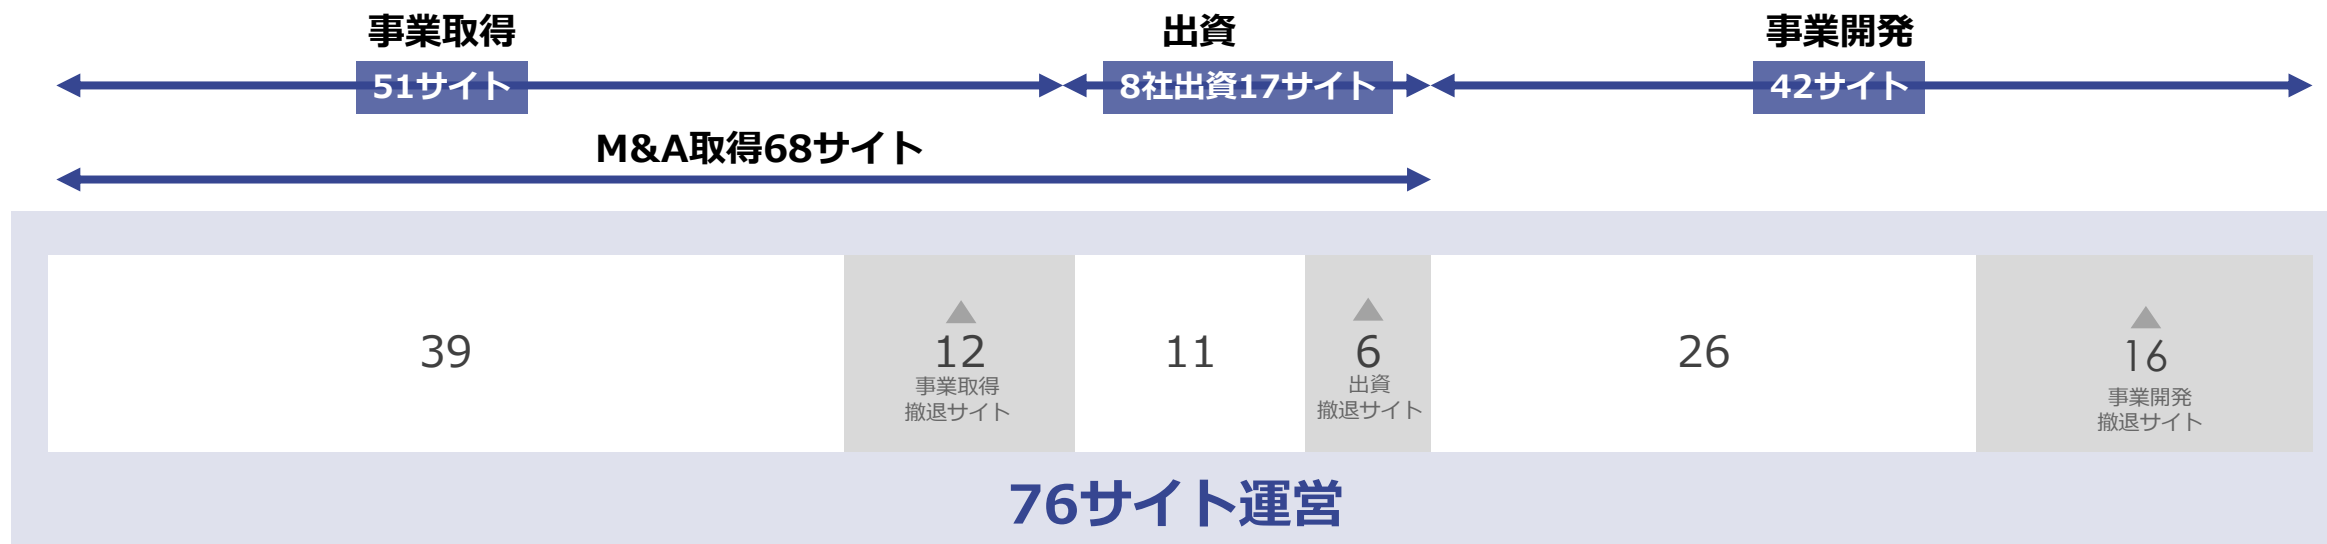 事業取得
出資
事業開発
51サイト
8社出資17サイト
42サイト
M&A取得68サイト
39
▲
12
事業取得
撤退サイト
11
▲
6
出資
撤退サイト
26
▲
16
事業開発
撤退サイト
76サイト運営